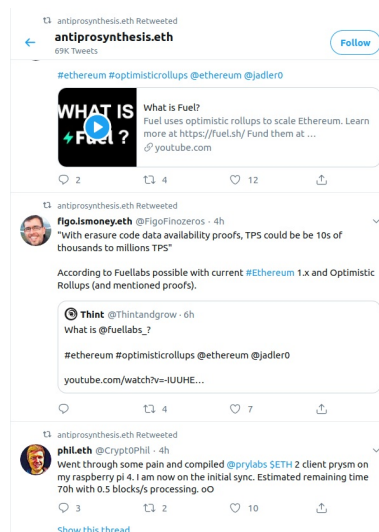 antiprosynthesis.eth Retweeted
antiprosynthesis.eth
69K Tweets
Follow
#ethereum #optimisticrollups @ethereum @jadler0
WHAT IS
Fuel ?
What is Fuel?
Fuel uses optimistic rollups to scale Ethereum. Learn
more at https://fuel.sh/ Fund them at …
youtube.com
2 4 12
antiprosynthesis.eth Retweeted
figo.ismoney.eth @FigoFinozeros · 4h
"With erasure code data availability proofs, TPS could be be 10s of
thousands to millions TPS"
According to Fuellabs possible with current #Ethereum 1.x and Optimistic
Rollups (and mentioned proofs).
Thint @Thintandgrow · 6h
What is @fuellabs_?
#ethereum #optimisticrollups @ethereum @jadler0
youtube.com/watch?v=-IUUHE…
4 7
antiprosynthesis.eth Retweeted
phil.eth @Crypt0Phil · 4h
Went through some pain and compiled @prylabs $ETH 2 client prysm on
my raspberry pi 4. I am now on the initial sync. Estimated remaining time
70h with 0.5 blocks/s processing. oO
3 2 10
Show this thread